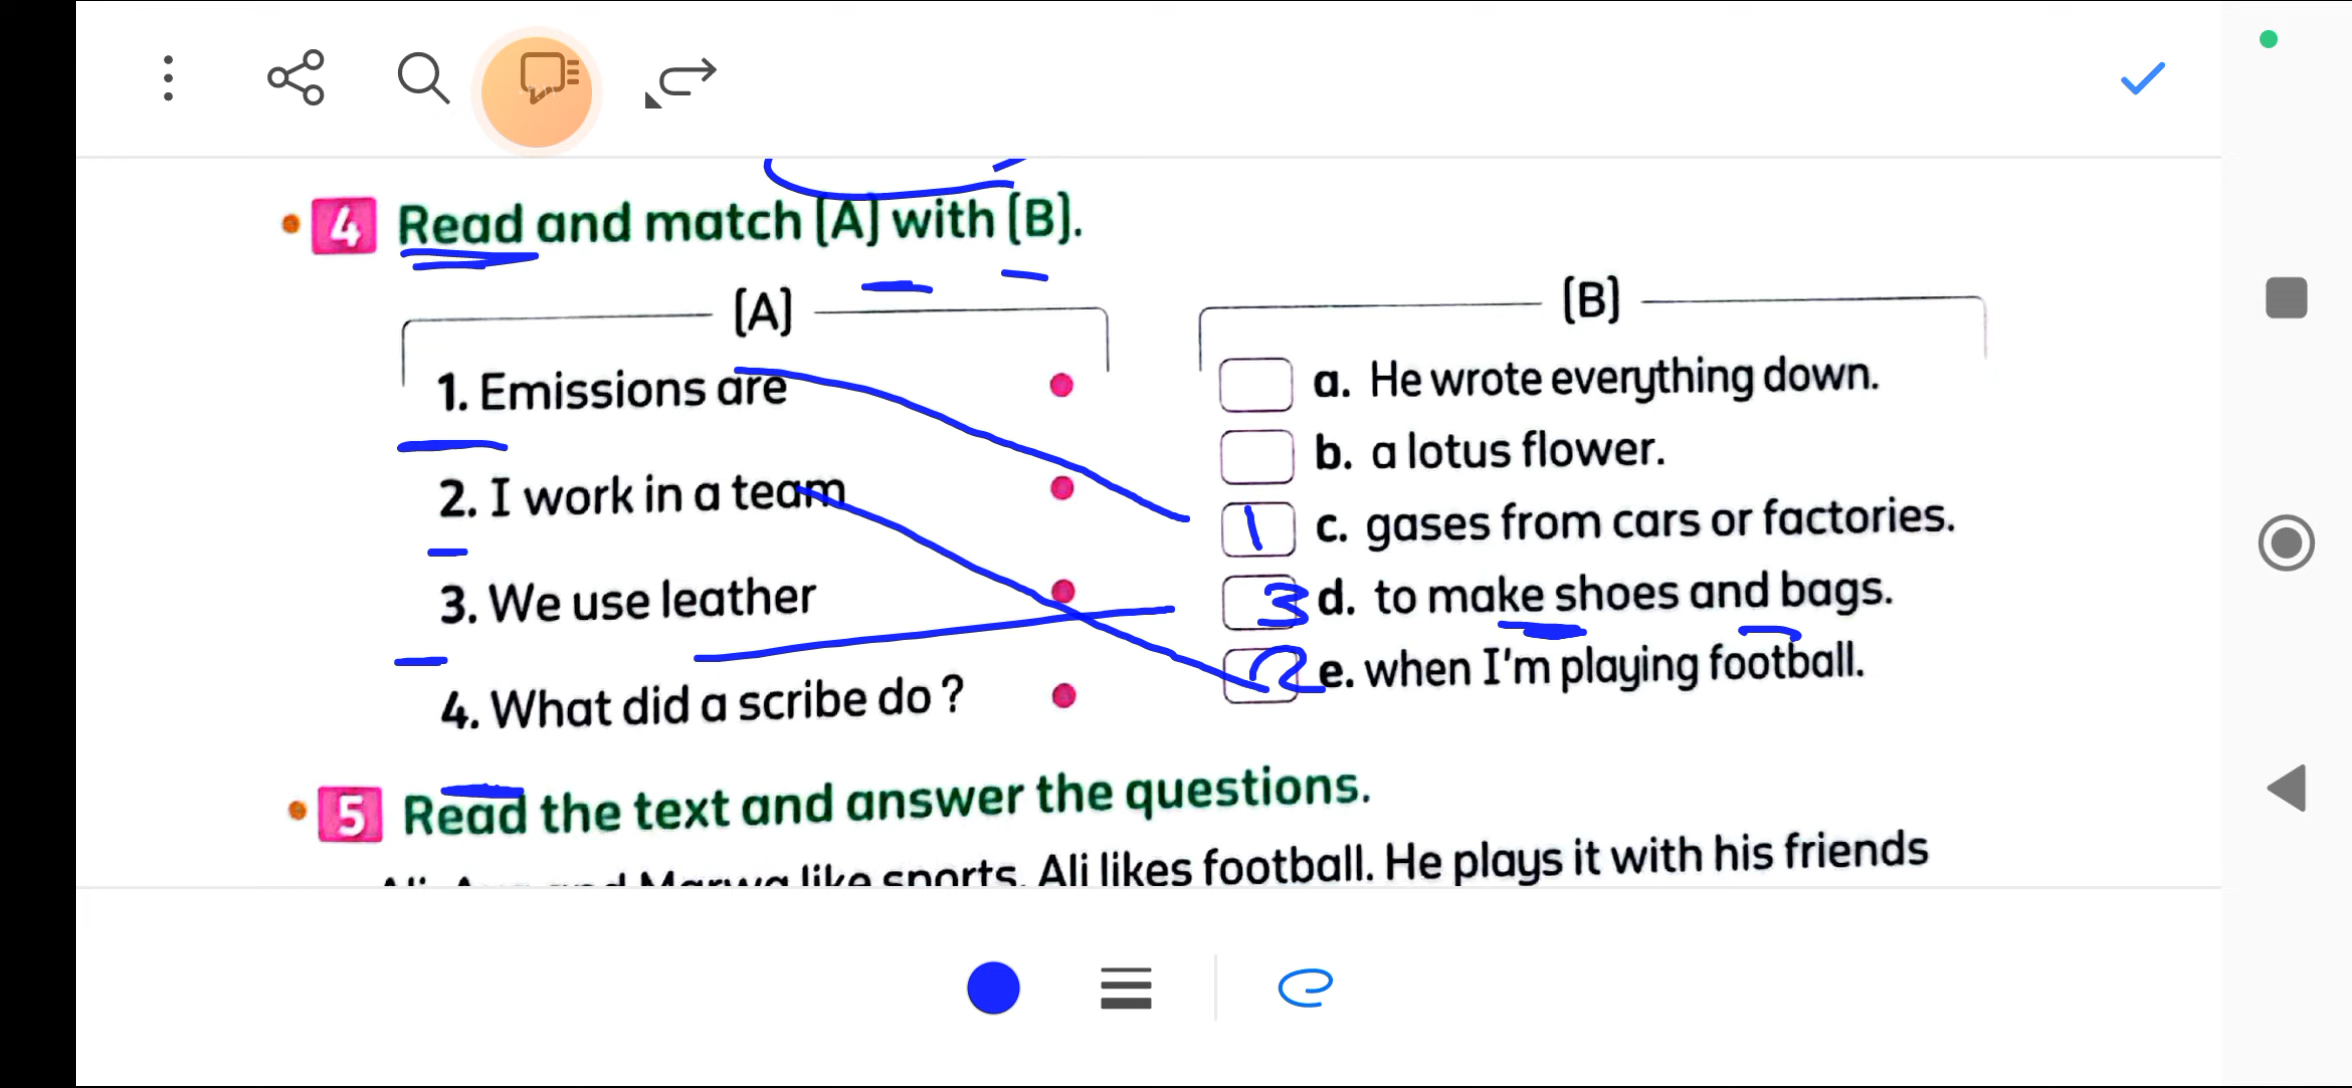 4 Read and match [A] with [B].
[A]
[B]
1. Emissions are
2. I work in a team
3. We use leather
4. What did a scribe do ?
a. He wrote everything down.
b. a lotus flower.
1 c. gases from cars or factories.
3 d. to make shoes and bags.
2 e. when I'm playing football.
5 Read the text and answer the questions.
like sports. Ali likes football. He plays it with his friends